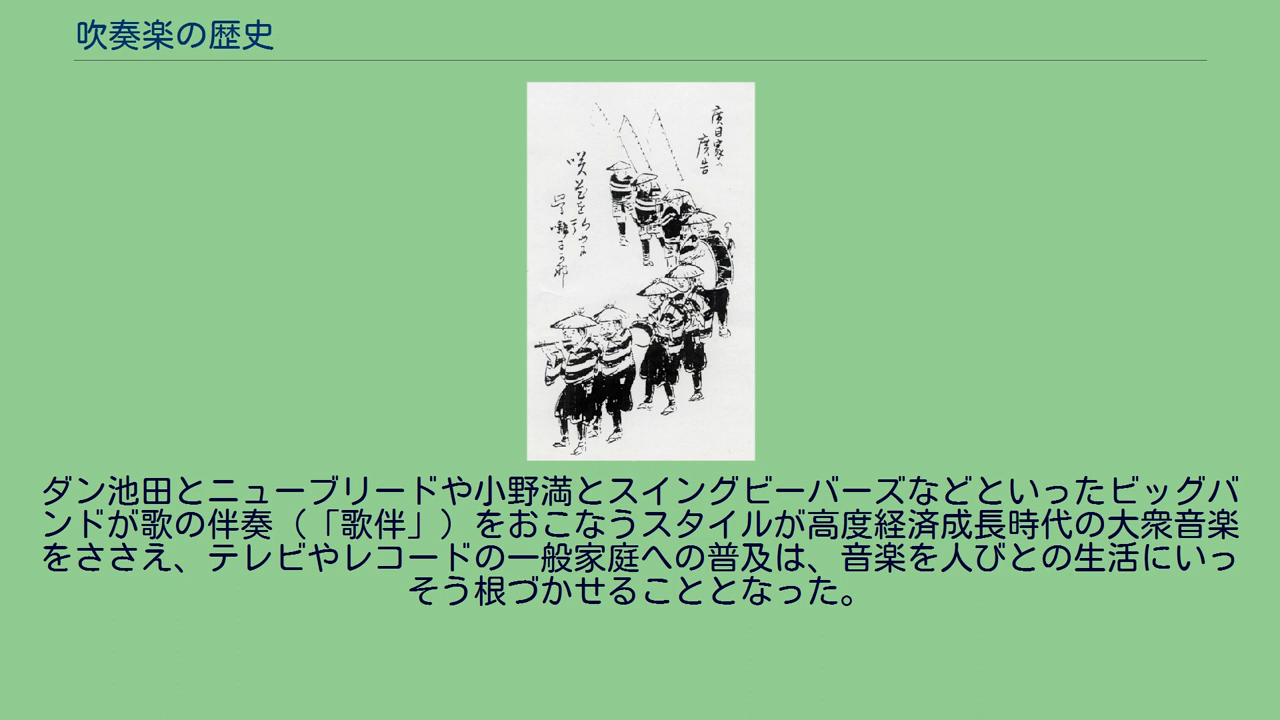 吹奏楽の歴史
廣目家の
廣告
ダン池田とニューブリードや小野満とスイングビーバーズなどといったビッグバ
ンドが歌の伴奏（「歌伴」）をおこなうスタイルが高度経済成長時代の大衆音楽
をささえ、テレビやレコードの一般家庭への普及は、音楽を人びとの生活にいっ
そう根づかせることとなった。